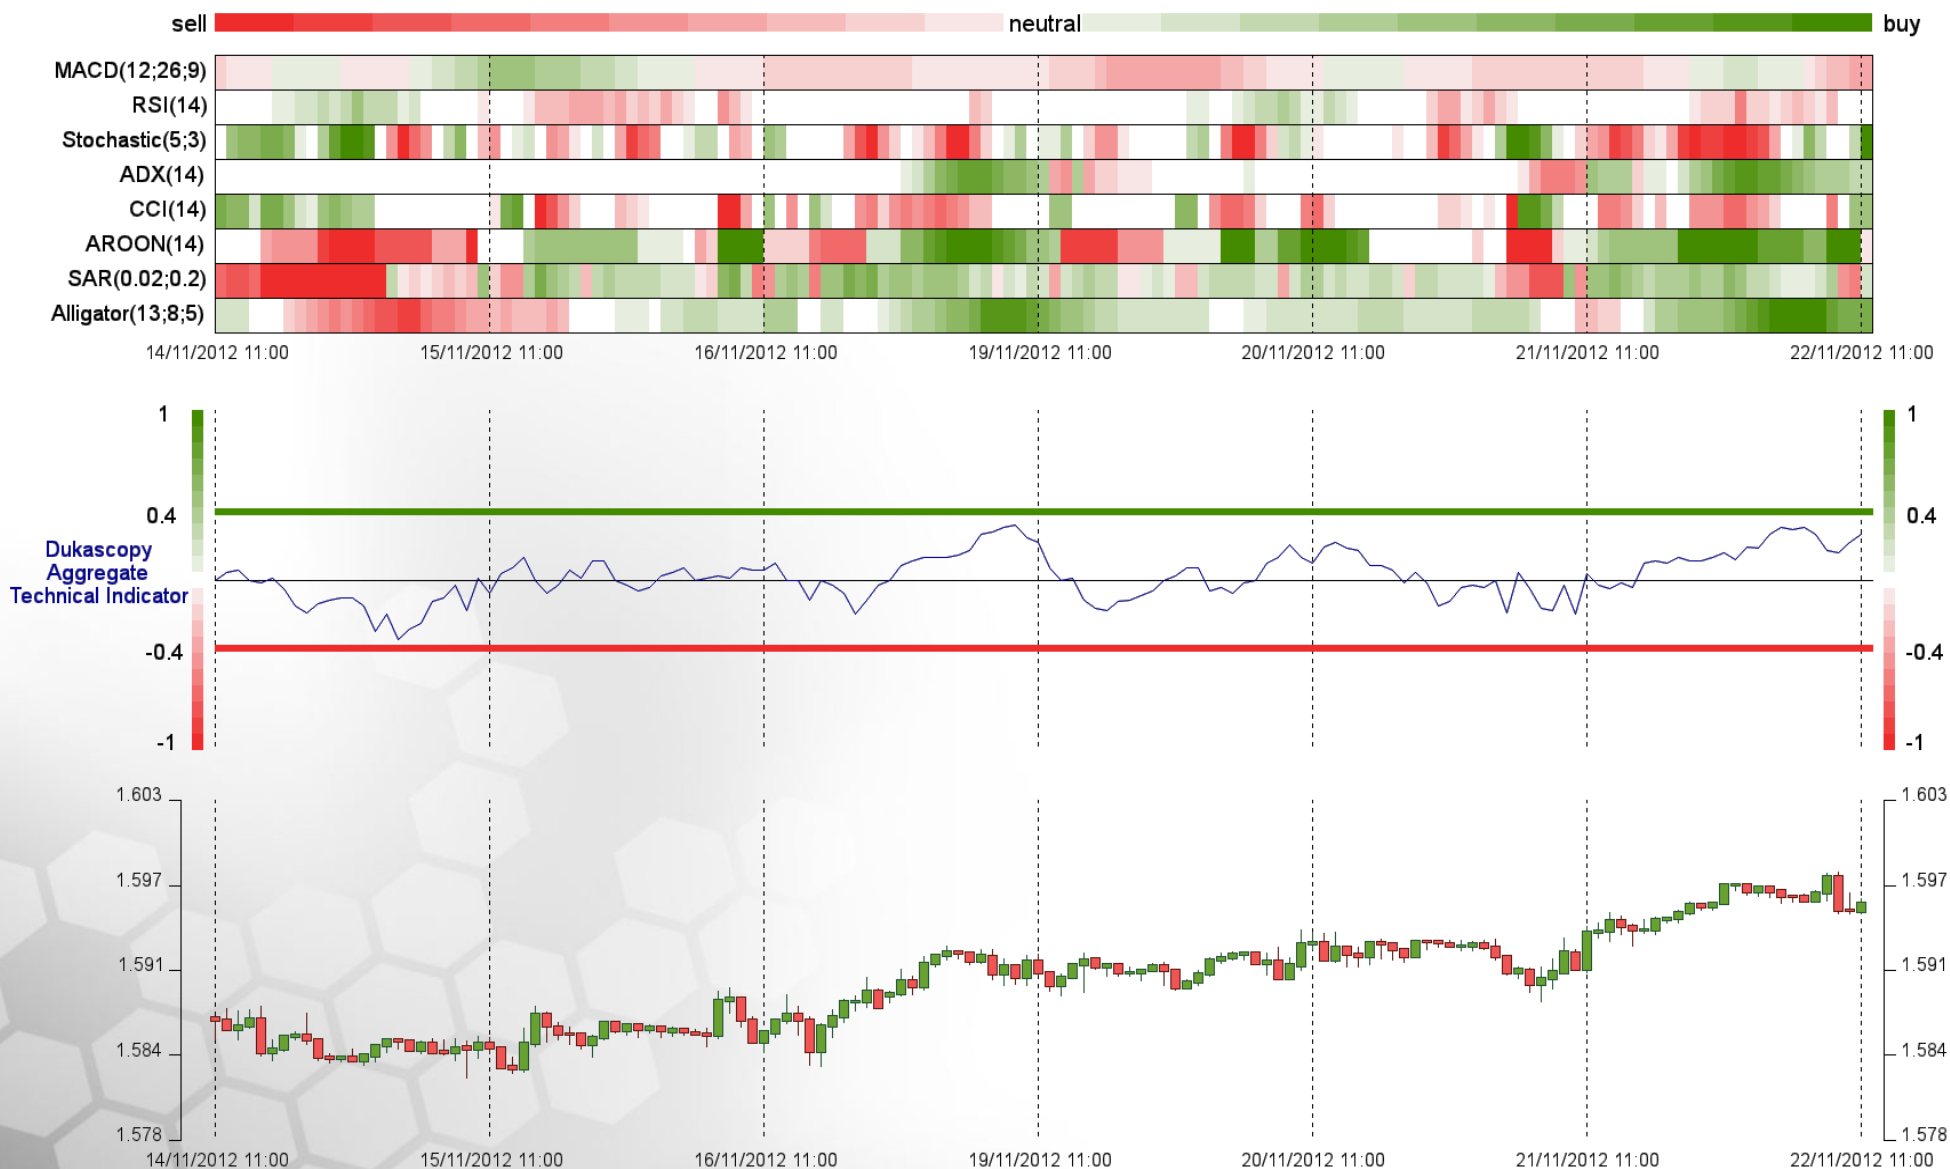 sell neutral buy
MACD(12;26;9)
RSI(14)
Stochastic(5;3)
ADX(14)
CCI(14)
AROON(14)
SAR(0.02;0.2)
Alligator(13;8;5)
14/11/2012 11:00 15/11/2012 11:00 16/11/2012 11:00 19/11/2012 11:00 20/11/2012 11:00 21/11/2012 11:00 22/11/2012 11:00
1 1
0.4 0.4
Dukascopy
Aggregate
Technical Indicator
-0.4 -0.4
-1 -1
1.603 1.603
1.597 1.597
1.591 1.591
1.584 1.584
1.578 1.578
14/11/2012 11:00 15/11/2012 11:00 16/11/2012 11:00 19/11/2012 11:00 20/11/2012 11:00 21/11/2012 11:00 22/11/2012 11:00